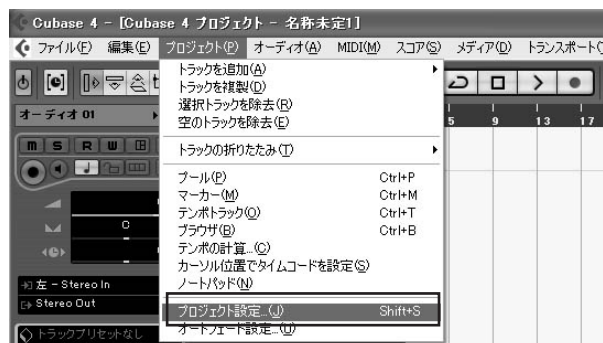 Cubase 4 - [Cubase 4 プロジェクト - 名称未定1]
ファイル(F) 編集(E) プロジェクト(P) オーディオ(A) MIDI(M) スコア(S) メディア(D) トランスポート(
トラックを追加(A)
トラックを複製(D)
選択トラックを除去(R)
空のトラックを除去(E)
オーディオ 01
5 9 13 17
M S R W
トラックの折りたたみ(T)
プール(P) Ctrl+P
マーカー(M) Ctrl+M
テンポトラック(O) Ctrl+T
ブラウザ(B) Ctrl+B
テンポの計算...(C)
カーソル位置でタイムコードを設定(S)
ノートパッド(N)
C
左 - Stereo In
Stereo Out
プロジェクト設定...(J) Shift+S
オートフェード設定...(U)
トラックプリセットなし